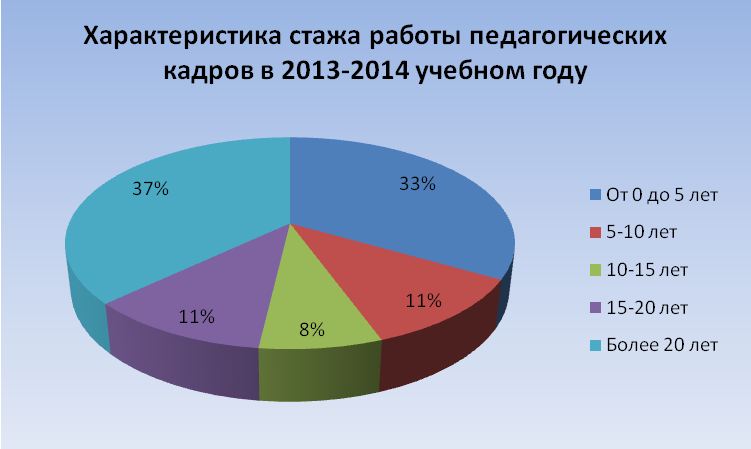 Характеристика стажа работы педагогических
кадров в 2013-2014 учебном году
37%
33%
11%
8%
11%
От 0 до 5 лет
5-10 лет
10-15 лет
15-20 лет
Более 20 лет